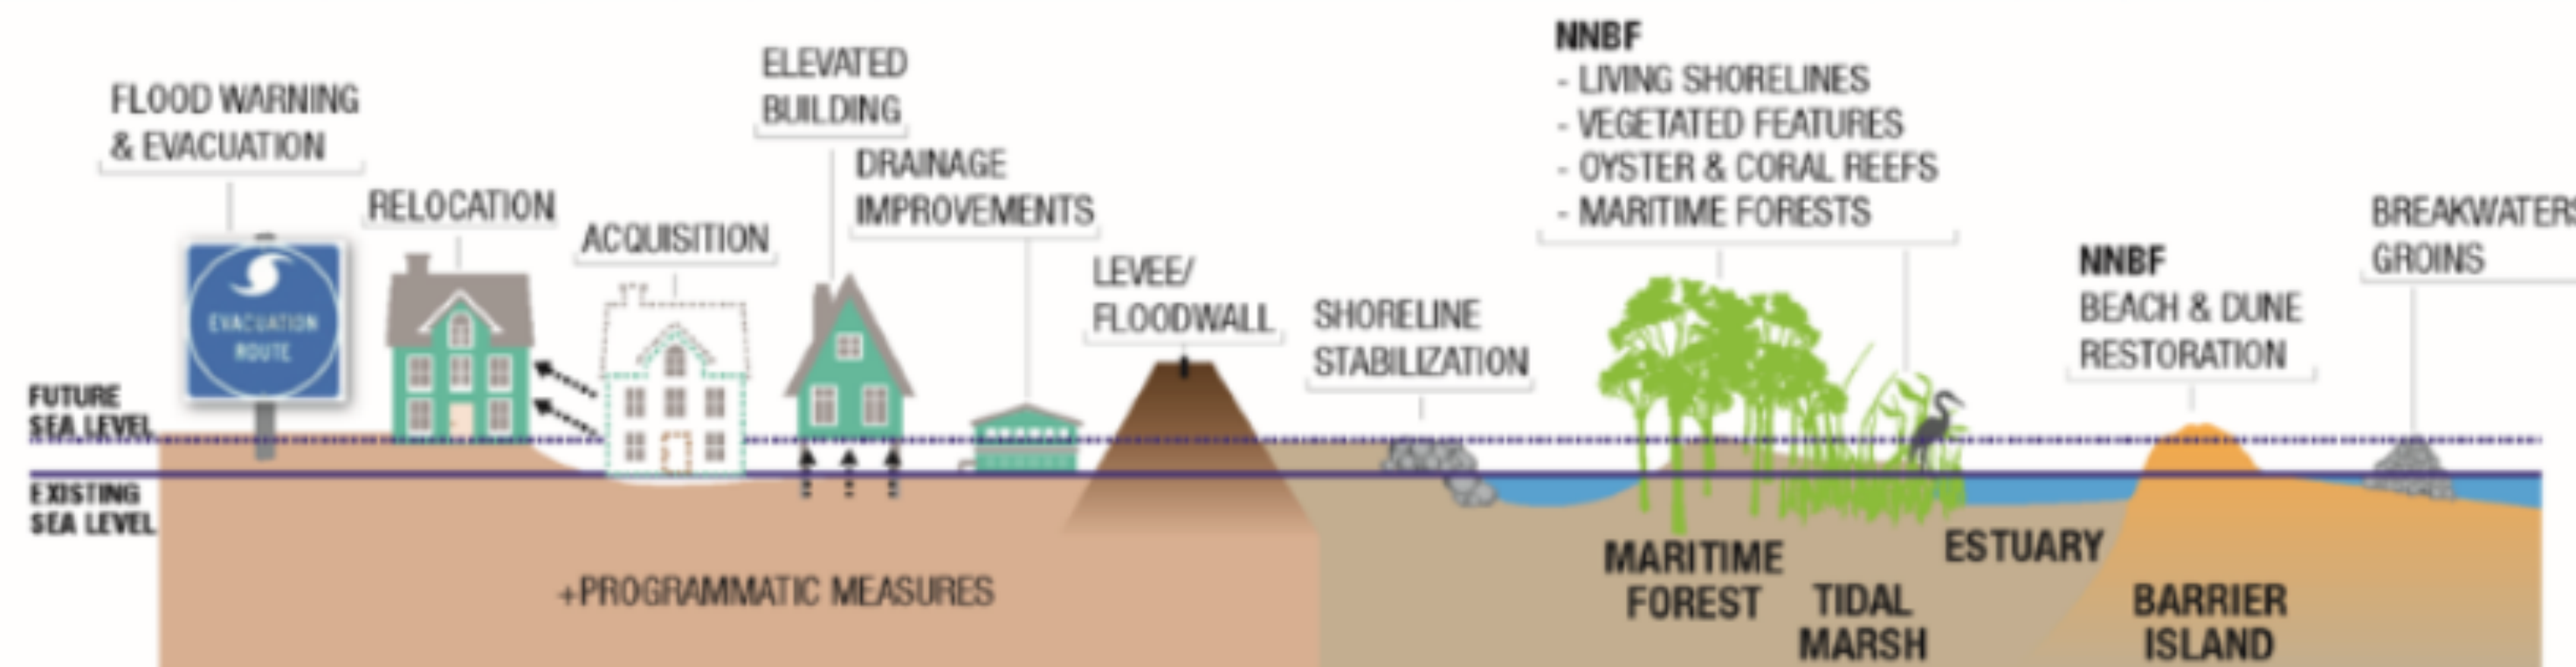 FLOOD WARNING
& EVACUATION
RELOCATION
ACQUISITION
ELEVATED
BUILDING
DRAINAGE
IMPROVEMENTS
LEVEE/
FLOODWALL
SHORELINE
STABILIZATION
NNBF
- LIVING SHORELINES
- VEGETATED FEATURES
- OYSTER & CORAL REEFS
- MARITIME FORESTS
NNBF
BEACH & DUNE
RESTORATION
BREAKWATERS
GROINS
EVACUATION
ROUTE
FUTURE
SEA LEVEL
EXISTING
SEA LEVEL
+PROGRAMMATIC MEASURES
MARITIME
FOREST
TIDAL
MARSH
ESTUARY
BARRIER
ISLAND